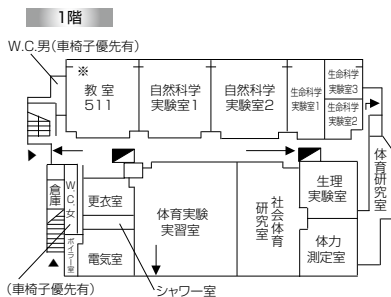 1階
W.C.男(車椅子優先有)
※
教室
511
自然科学
実験室1
自然科学
実験室2
生命科学
実験室1
生命科学
実験室3
生命科学
実験室2
体育研究室
倉庫
W.C.女
ボイラー室
更衣室
電気室
体育実験
実習室
社会体育
研究室
生理
実験室
体力
測定室
(車椅子優先有)
シャワー室